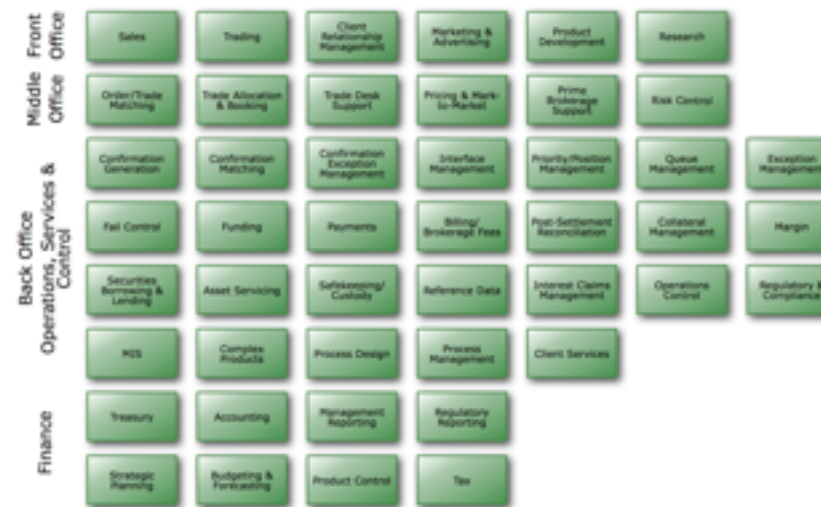 Front
Office
Sales
Trading
Client
Relationship
Management
Marketing &
Advertising
Product
Development
Research
Middle
Office
Order/Trade
Matching
Trade Allocation
& Booking
Trade Desk
Support
Pricing & Mark-
to-Market
Prime
Brokerage
Support
Risk Control
Back Office
Operations, Services &
Control
Confirmation
Generation
Confirmation
Matching
Confirmation
Exception
Management
Interface
Management
Priority/Position
Management
Queue
Management
Exception
Management
Fail Control
Funding
Payments
Billing/
Brokerage Fees
Post-Settlement
Reconciliation
Collateral
Management
Margin
Securities
Borrowing &
Lending
Asset Servicing
Safekeeping/
Custody
Reference Data
Interest Claims
Management
Operations
Control
Regulatory &
Compliance
MIS
Complex
Products
Process Design
Process
Management
Client Services
Finance
Treasury
Accounting
Management
Reporting
Regulatory
Reporting
Strategic
Planning
Budgeting &
Forecasting
Product Control
Tax